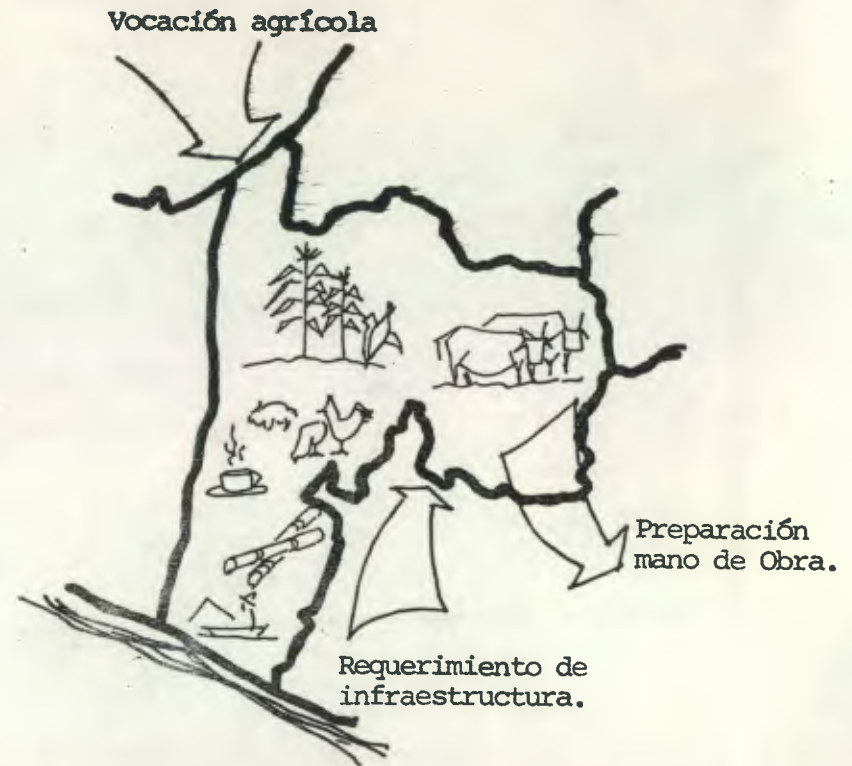 Vocación agrícola
Preparación
mano de Obra.
Requerimiento de
infraestructura.